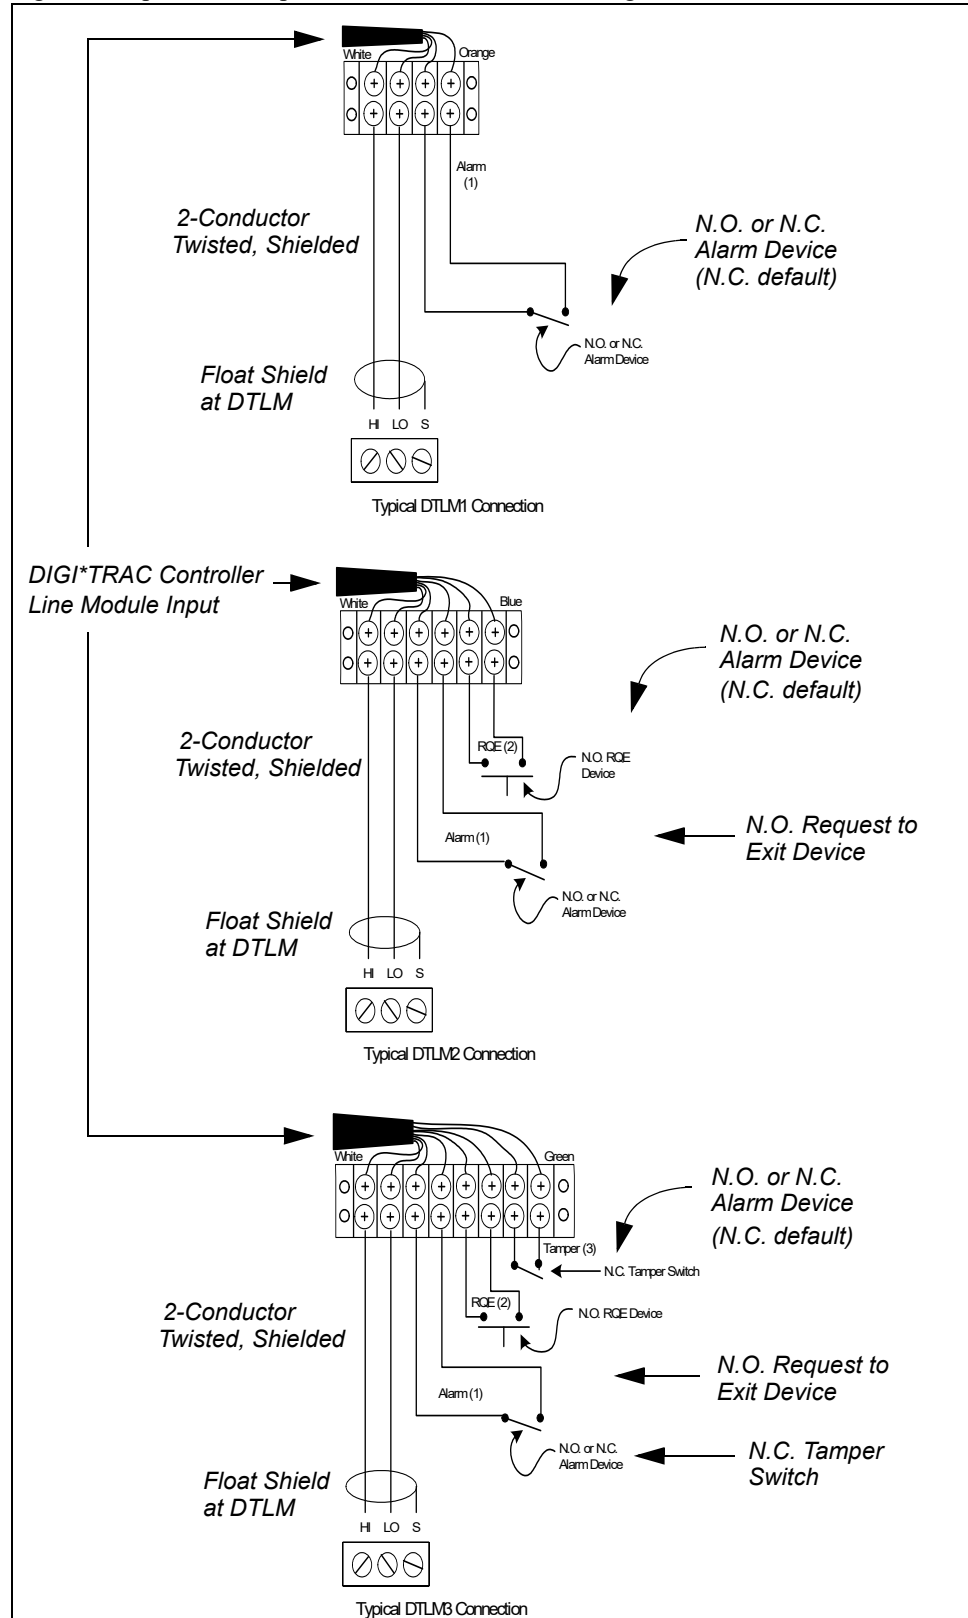 White
Orange
Alarm
(1)
2-Conductor
Twisted, Shielded
N.O. or N.C.
Alarm Device
(N.C. default)
N.O. or N.C.
Alarm Device
Float Shield
at DTLM
HI LO S
Typical DTLM1 Connection
DIGI*TRAC Controller
Line Module Input
White
Blue
N.O. or N.C.
Alarm Device
(N.C. default)
2-Conductor
Twisted, Shielded
RQE (2)
N.O. RQE
Device
Alarm (1)
N.O. Request to
Exit Device
N.O. or N.C.
Alarm Device
Float Shield
at DTLM
HI LO S
Typical DTLM2 Connection
White
Green
N.O. or N.C.
Alarm Device
(N.C. default)
Tamper (3)
N.C. Tamper Switch
2-Conductor
Twisted, Shielded
RQE (2)
N.O. RQE Device
N.O. Request to
Exit Device
Alarm (1)
N.O. or N.C.
Alarm Device
N.C. Tamper
Switch
Float Shield
at DTLM
HI LO S
Typical DTLM3 Connection